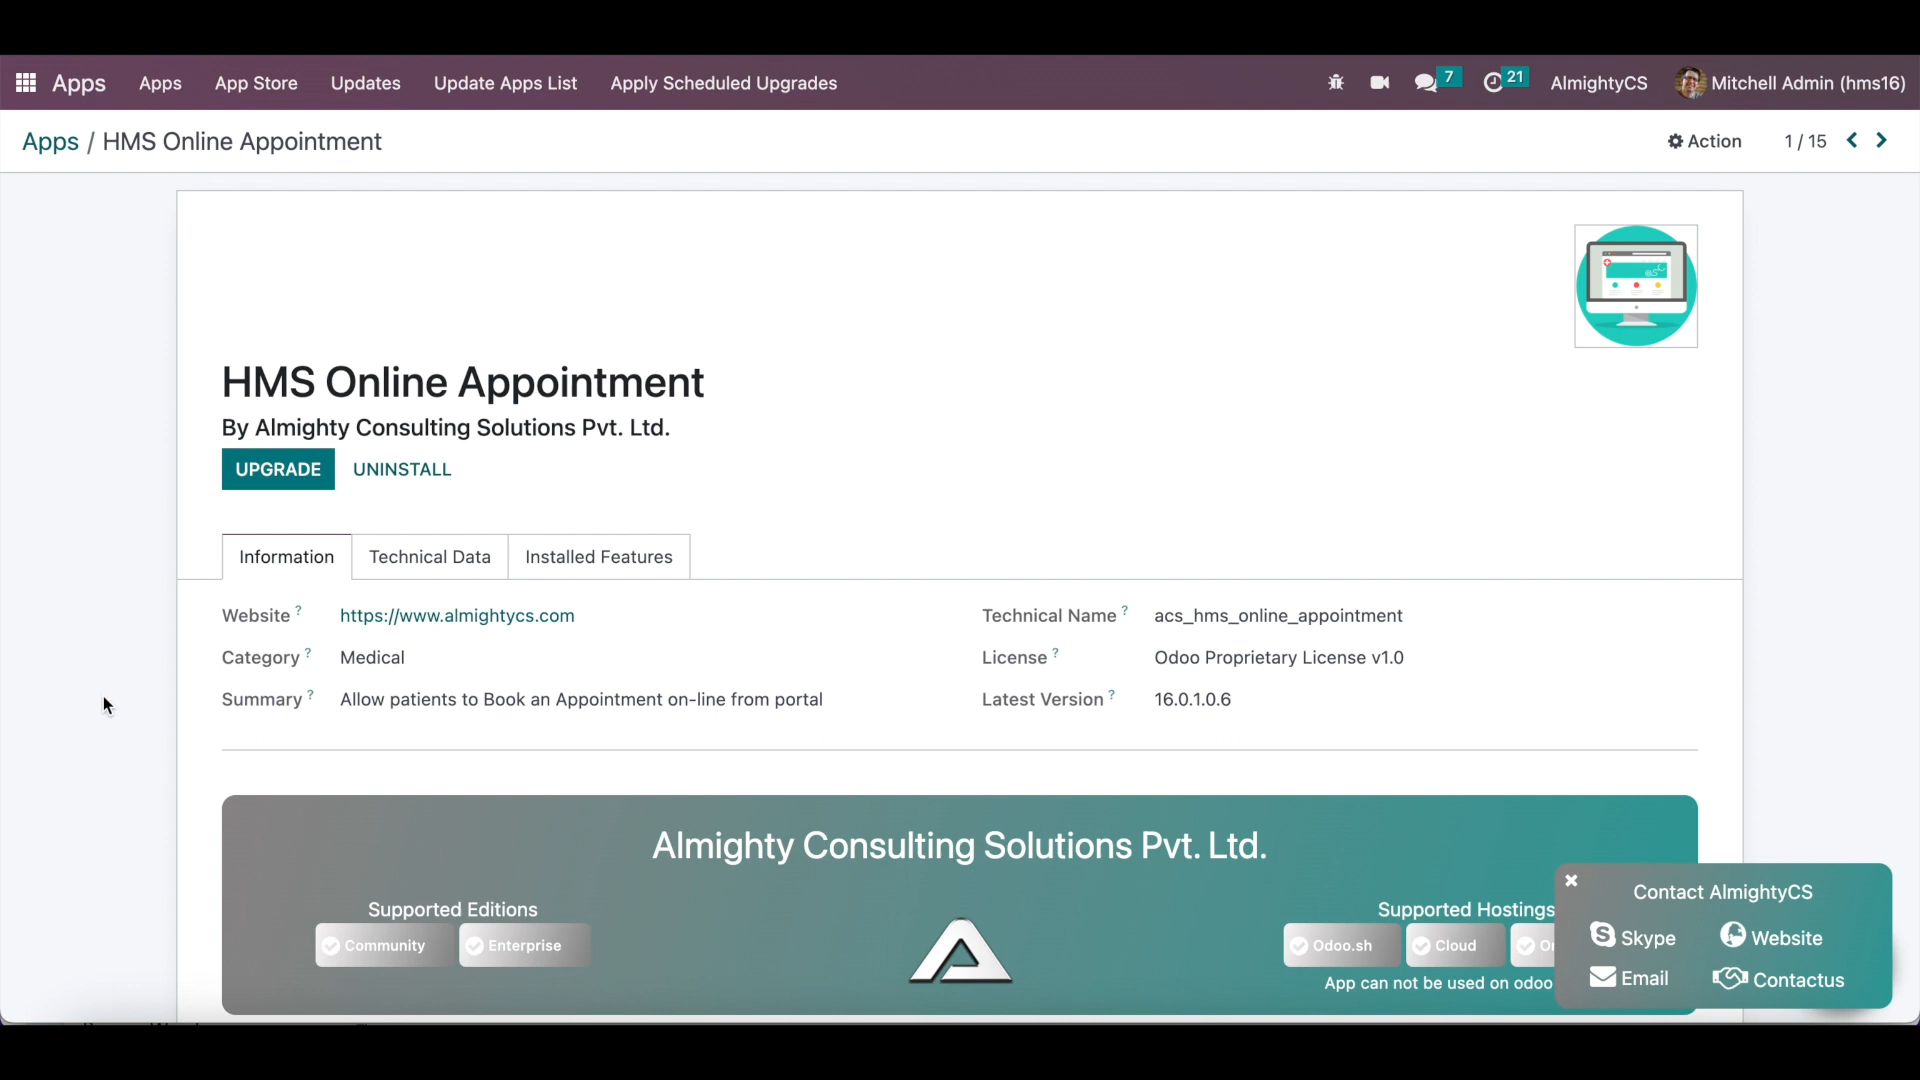 Apps Apps App Store Updates Update Apps List Apply Scheduled Upgrades 7 21 AlmightyCS Mitchell Admin (hms16)
Apps / HMS Online Appointment Action 1 / 15
HMS Online Appointment
By Almighty Consulting Solutions Pvt. Ltd.
UPGRADE UNINSTALL
Information Technical Data Installed Features
Website ? https://www.almightycs.com Technical Name ? acs_hms_online_appointment
Category ? Medical License ? Odoo Proprietary License v1.0
Summary ? Allow patients to Book an Appointment on-line from portal Latest Version ? 16.0.1.0.6
Almighty Consulting Solutions Pvt. Ltd.
Supported Editions Supported Hostings
Community Enterprise Odoo.sh Cloud
App can not be used on odoo
Contact AlmightyCS
Skype Website
Email Contactus